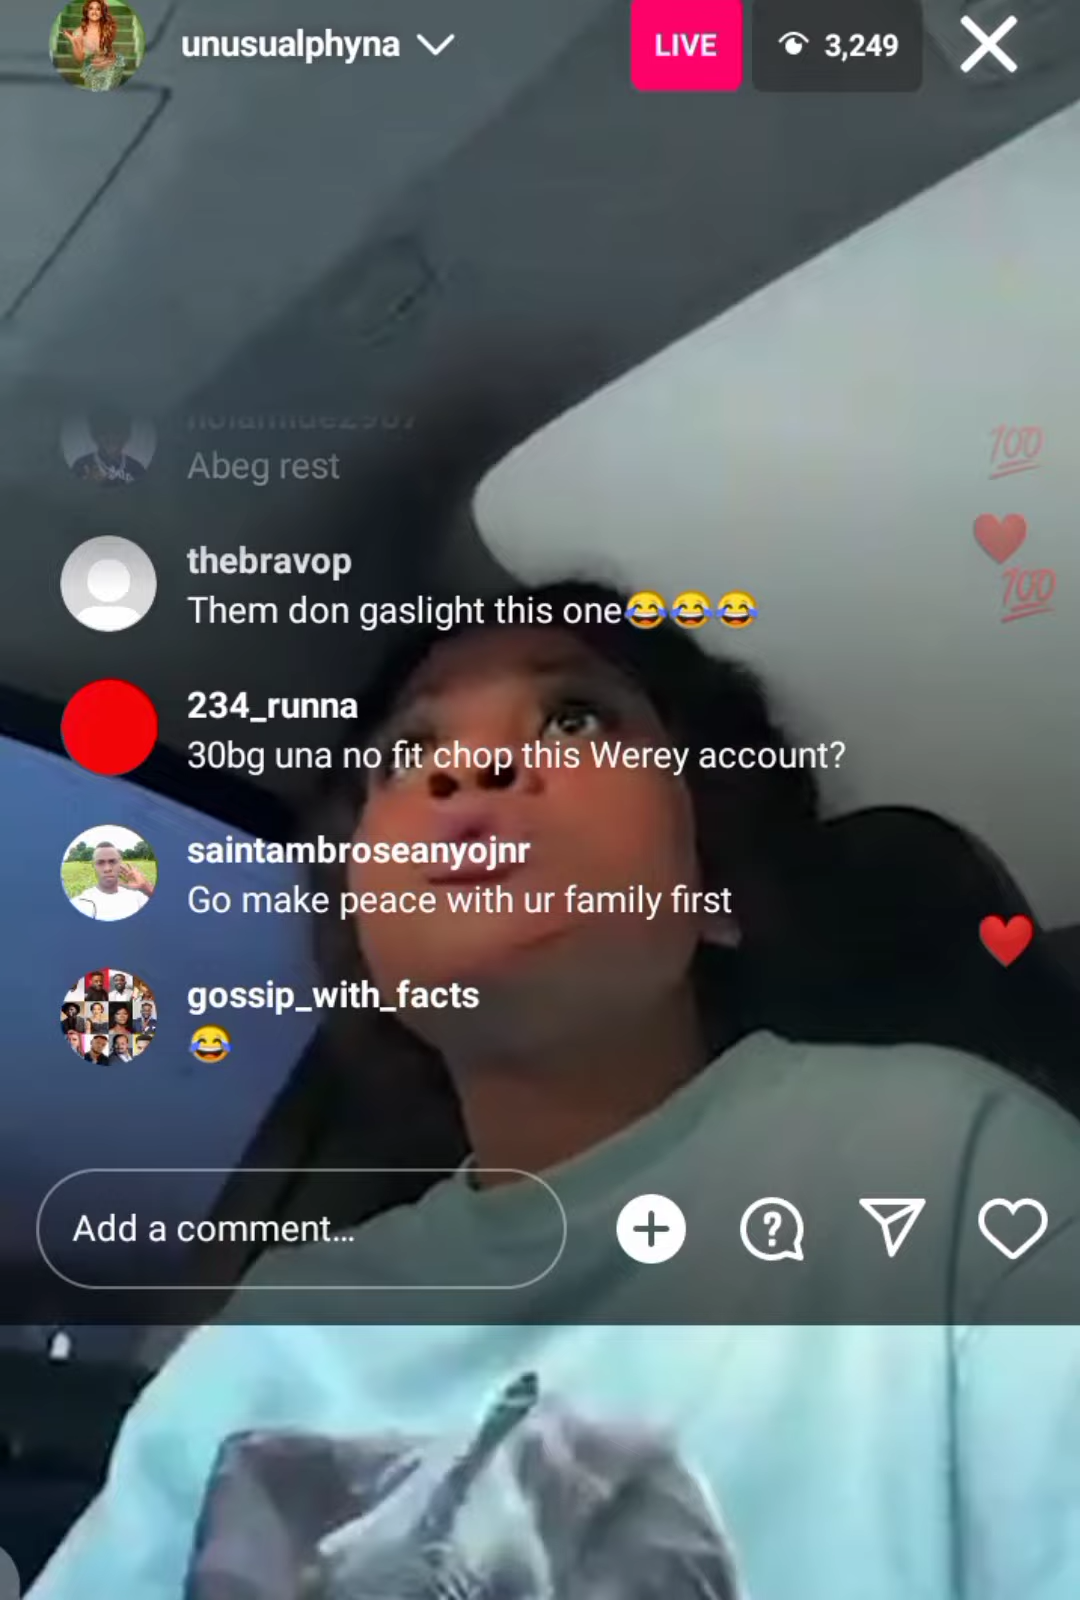 unusualphyna
LIVE
3,249
Abeg rest
thebravop
Them don gaslight this one😂😂😂
234_runna
30bg una no fit chop this Werey account?
saintambroseanyojnr
Go make peace with ur family first
gossip_with_facts
😂
Add a comment...